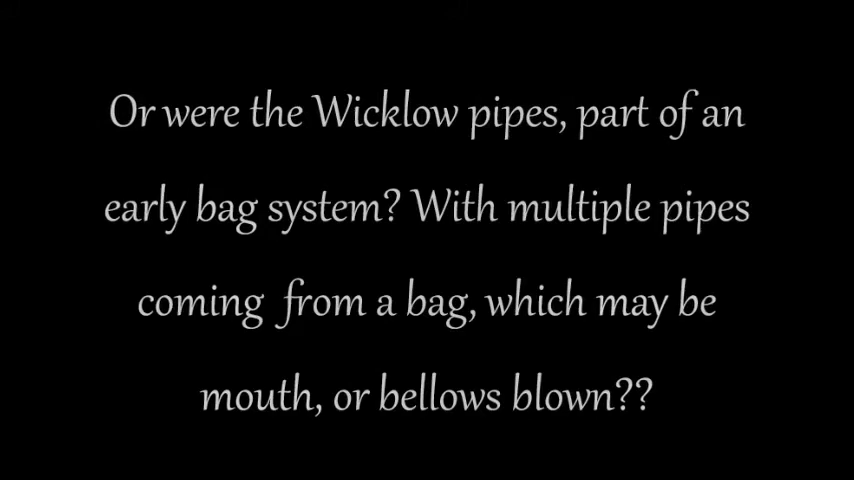 Or were the Wicklow pipes, part of an
early bag system? With multiple pipes
coming from a bag, which may be
mouth, or bellows blown??